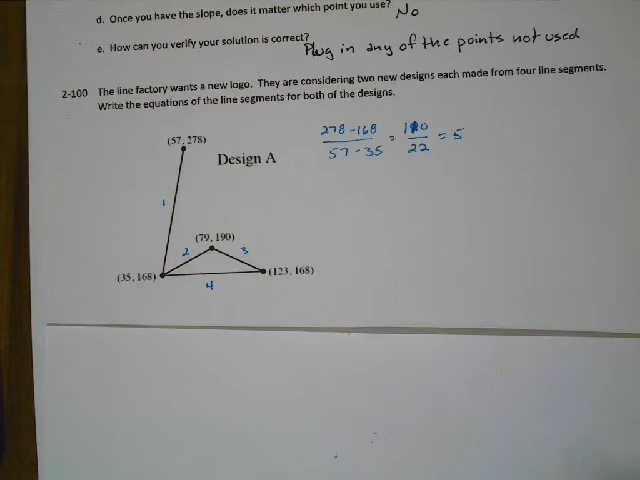 d. Once you have the slope, does it matter which point you use? No
e. How can you verify your solution is correct? Plug in any of the points not used
2-100 The line factory wants a new logo. They are considering two new designs each made from four line segments.
Write the equations of the line segments for both of the designs.
(57, 278)
Design A
278-168 / 57-35 = 110 / 22 = 5
1
(79, 190)
2
3
(35, 168)
(123, 168)
4